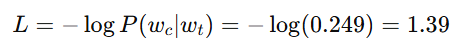 L = − log P(w_c|w_t) = − log(0.249) = 1.39